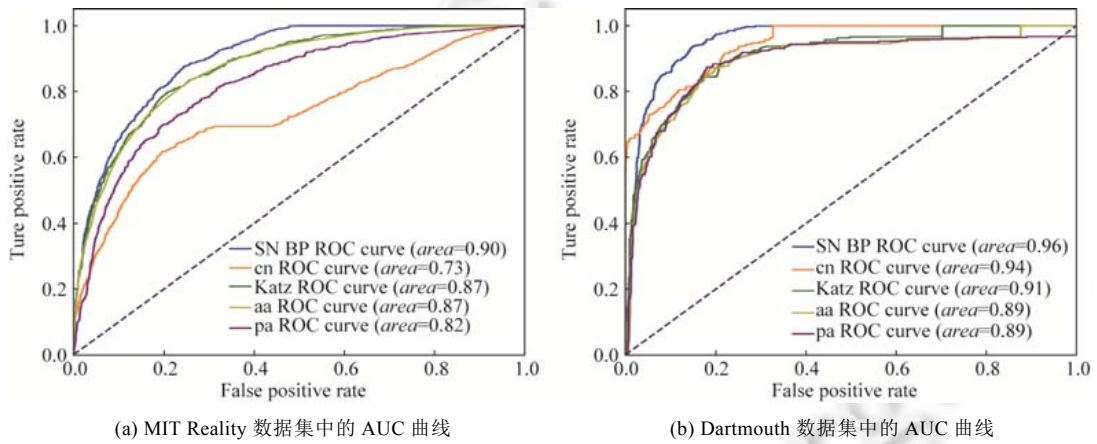 1.0
0.8
0.6
0.4
0.2
0.0
Ture positive rate
SN BP ROC curve (area=0.90)
cn ROC curve (area=0.73)
Katz ROC curve (area=0.87)
aa ROC curve (area=0.87)
pa ROC curve (area=0.82)
0.0 0.2 0.4 0.6 0.8 1.0
False positive rate
(a) MIT Reality 数据集中的 AUC 曲线
1.0
0.8
0.6
0.4
0.2
0.0
Ture positive rate
SN BP ROC curve (area=0.96)
cn ROC curve (area=0.94)
Katz ROC curve (area=0.91)
aa ROC curve (area=0.89)
pa ROC curve (area=0.89)
0.0 0.2 0.4 0.6 0.8 1.0
False positive rate
(b) Dartmouth 数据集中的 AUC 曲线